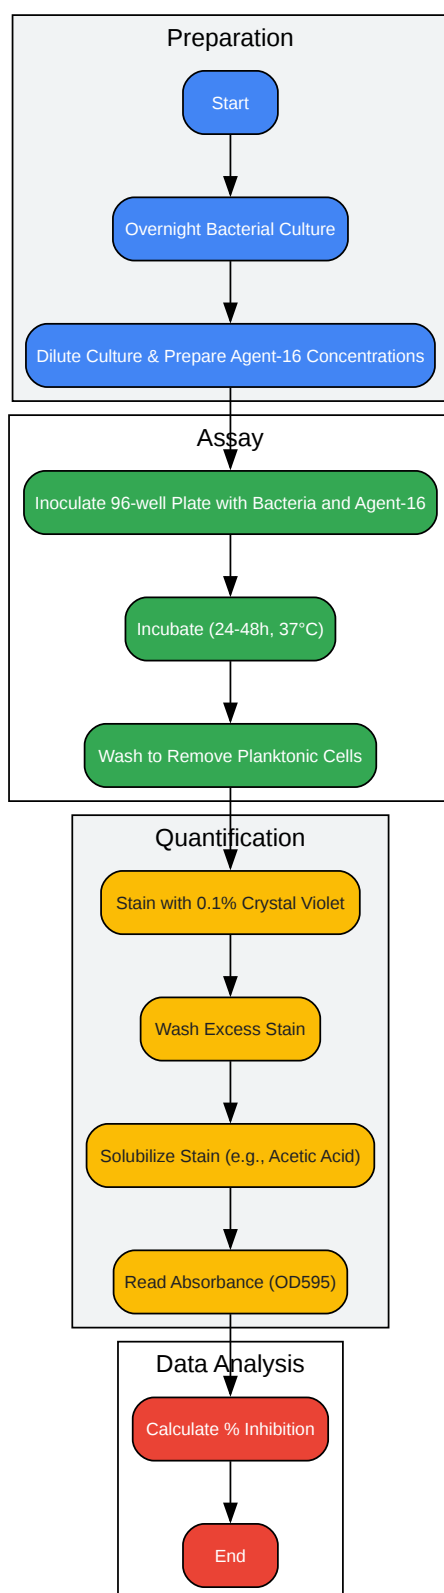 Preparation
Start
Overnight Bacterial Culture
Dilute Culture & Prepare Agent-16 Concentrations
Assay
Inoculate 96-well Plate with Bacteria and Agent-16
Incubate (24-48h, 37°C)
Wash to Remove Planktonic Cells
Quantification
Stain with 0.1% Crystal Violet
Wash Excess Stain
Solubilize Stain (e.g., Acetic Acid)
Read Absorbance (OD595)
Data Analysis
Calculate % Inhibition
End